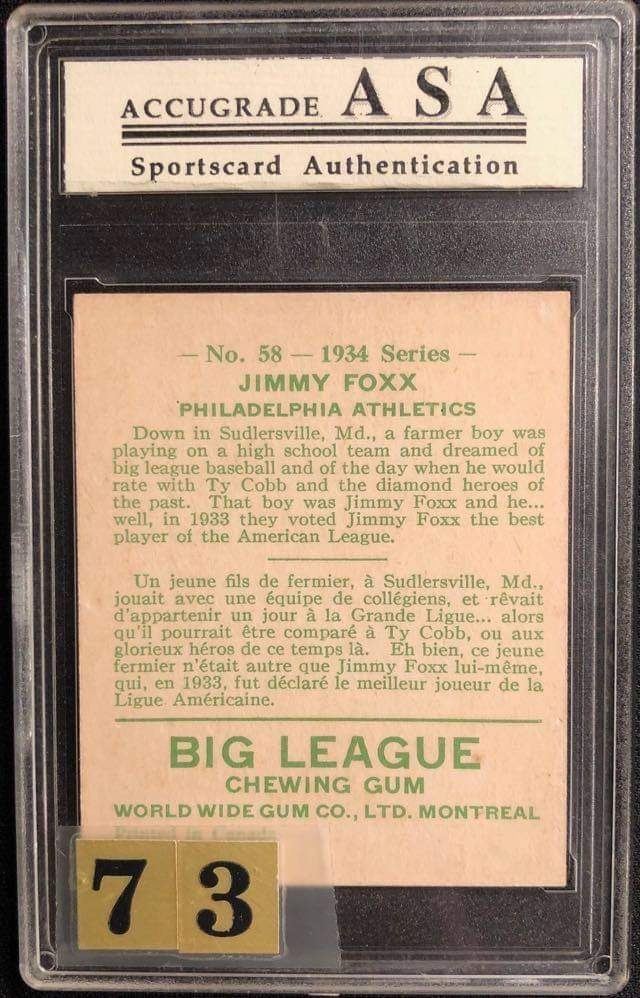 ACCUGRADE ASA
Sportscard Authentication
— No. 58 — 1934 Series —
JIMMY FOXX
PHILADELPHIA ATHLETICS
Down in Sudlersville, Md., a farmer boy was
playing on a high school team and dreamed of
big league baseball and of the day when he would
rate with Ty Cobb and the diamond heroes of
the past. That boy was Jimmy Foxx and he...
well, in 1933 they voted Jimmy Foxx the best
player of the American League.
Un jeune fils de fermier, à Sudlersville, Md.,
jouait avec une équipe de collégiens, et rêvait
d'appartenir un jour à la Grande Ligue... alors
qu'il pourrait être comparé à Ty Cobb, ou aux
glorieux héros de ce temps là. Eh bien, ce jeune
fermier n'était autre que Jimmy Foxx lui-même,
qui, en 1933, fut déclaré le meilleur joueur de la
Ligue Américaine.
BIG LEAGUE
CHEWING GUM
WORLD WIDE GUM CO., LTD. MONTREAL
Printed in Canada
73